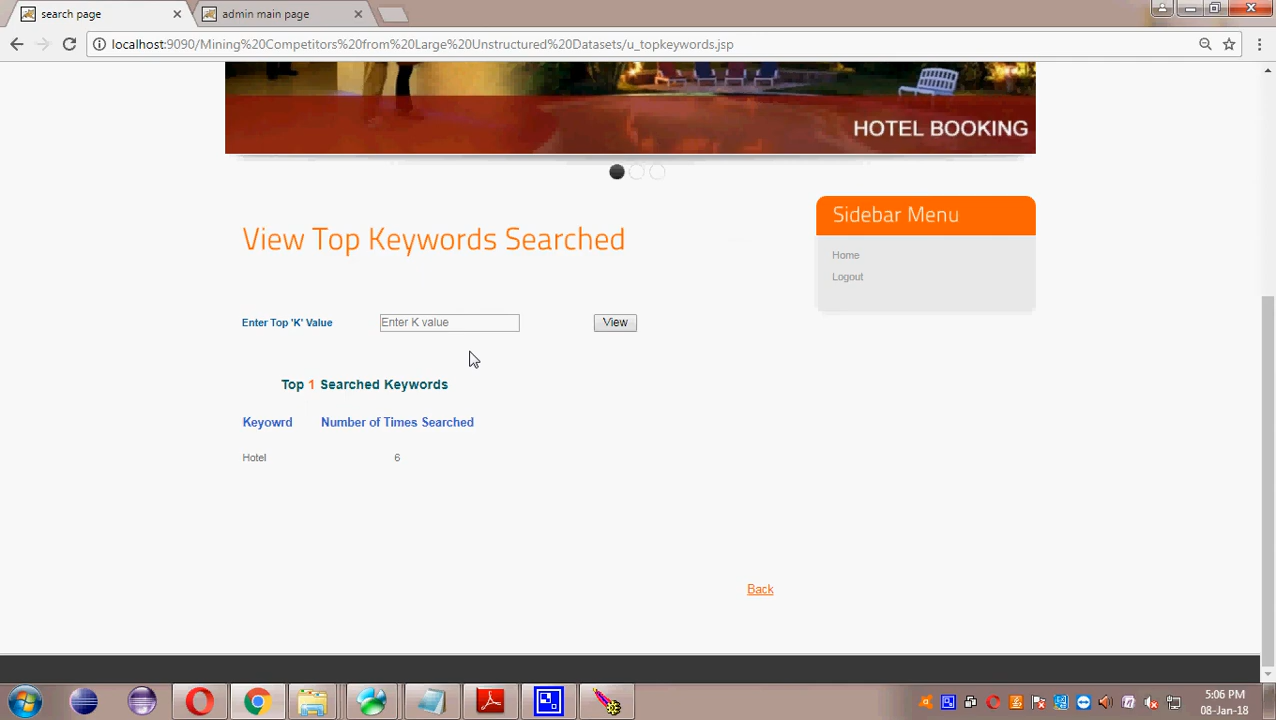 search page
admin main page
localhost:9090/Mining%20Competitors%20from%20Large%20Unstructured%20Datasets/u_topkeywords.jsp
HOTEL BOOKING
Sidebar Menu
Home
Logout
View Top Keywords Searched
Enter Top 'K' Value
Enter K value
View
Top 1 Searched Keywords
Keyowrd Number of Times Searched
Hotel 6
Back
5:06 PM
08-Jan-18